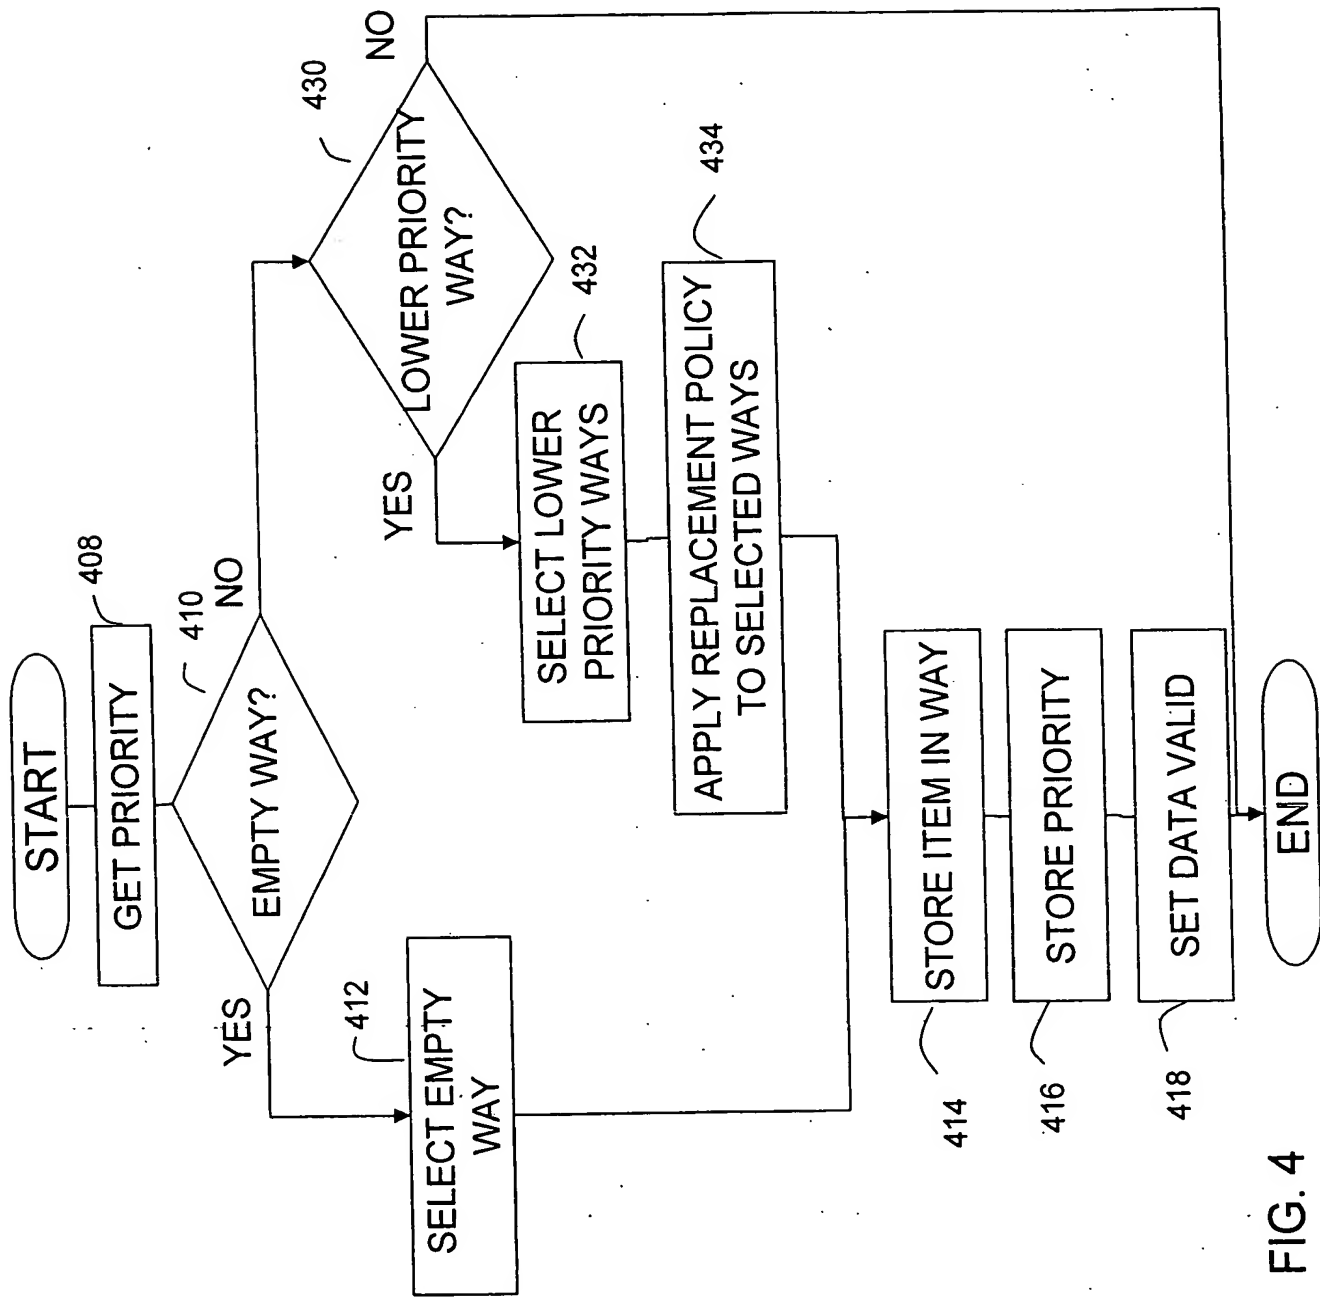 START
408
GET PRIORITY
410
NO
EMPTY WAY?
YES
412
SELECT EMPTY
WAY
430
NO
LOWER PRIORITY
WAY?
YES
432
SELECT LOWER
PRIORITY WAYS
434
APPLY REPLACEMENT POLICY
TO SELECTED WAYS
STORE ITEM IN WAY
414
STORE PRIORITY
416
SET DATA VALID
418
END
FIG. 4